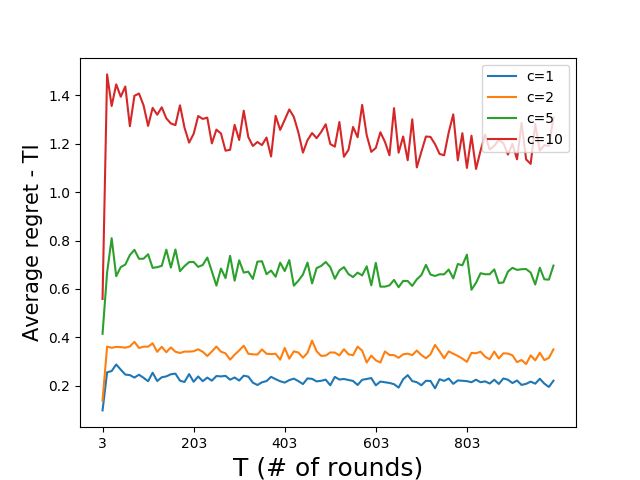 c=1
c=2
c=5
c=10
1.4
1.2
1.0
0.8
0.6
0.4
0.2
Average regret - TI
3 203 403 603 803
T (# of rounds)